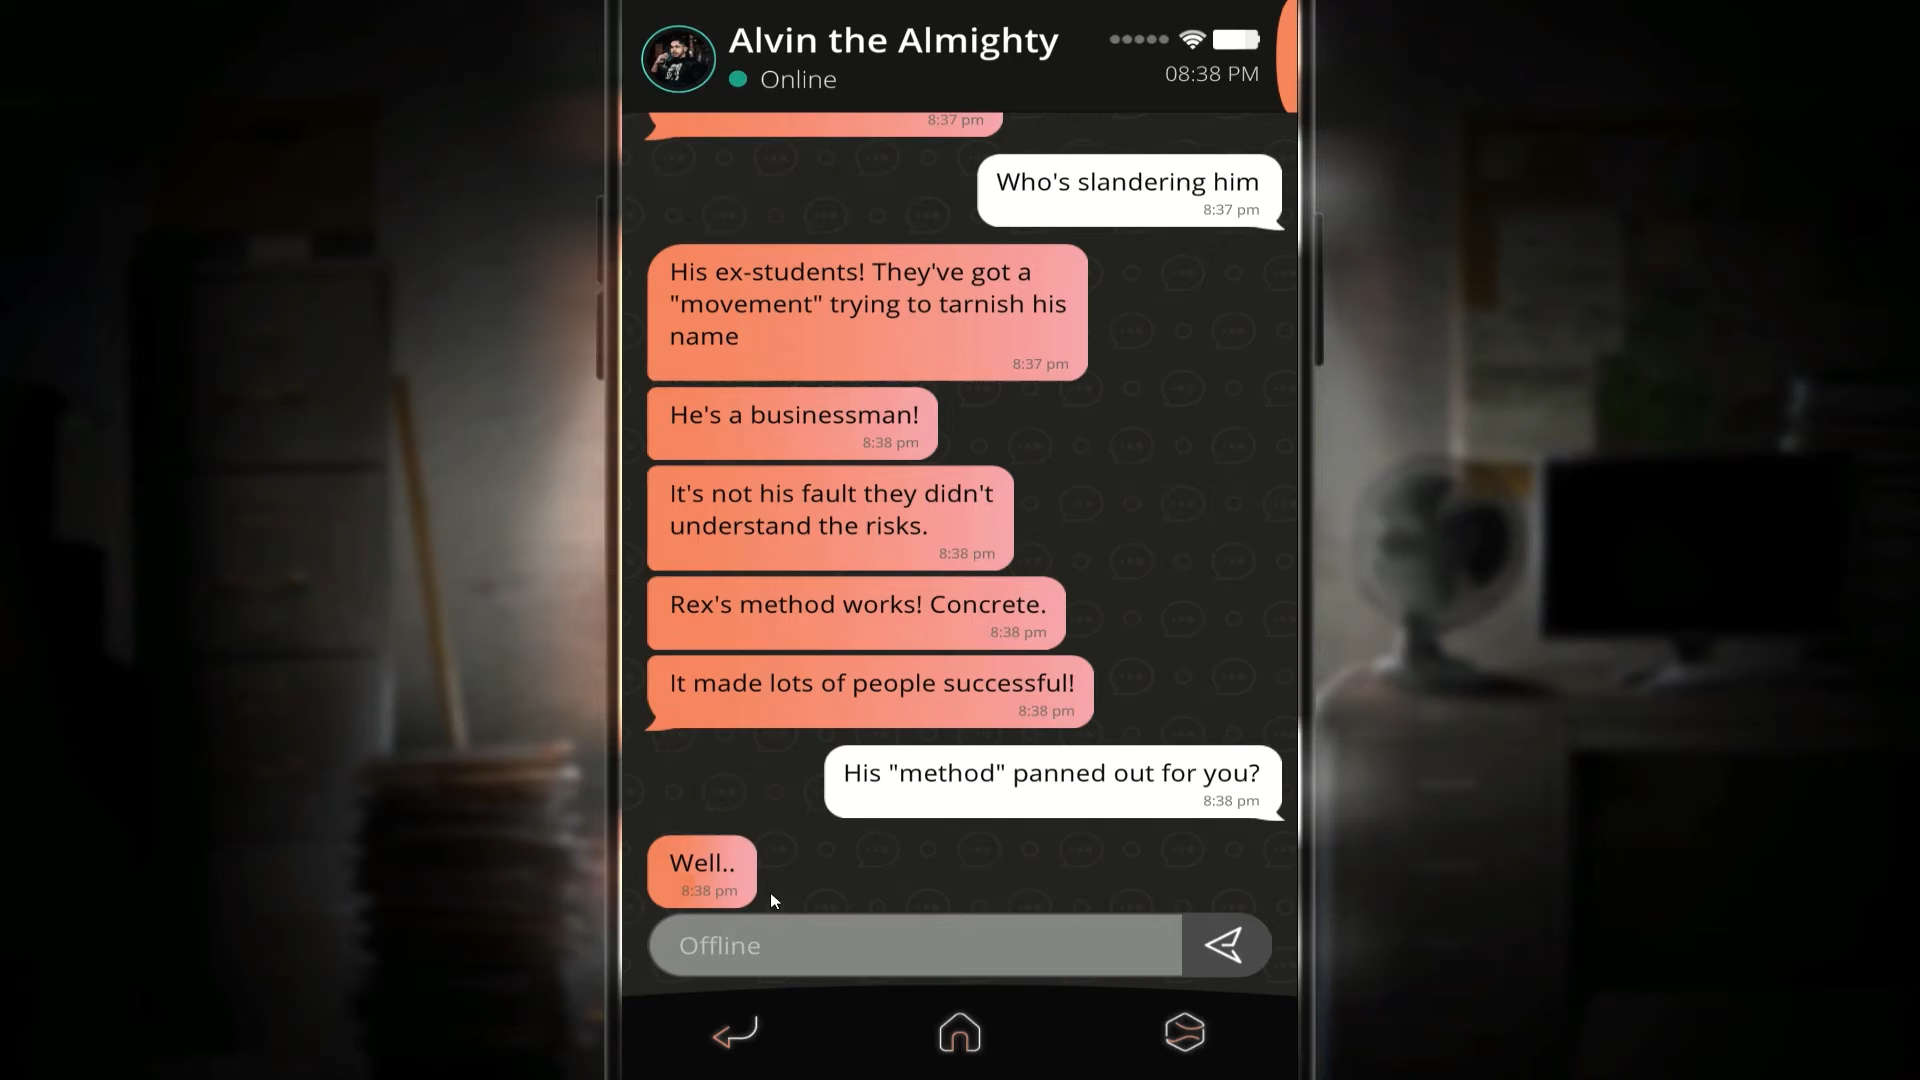 Alvin the Almighty
Online
08:38 PM
8:37 pm
Who's slandering him
8:37 pm
His ex-students! They've got a
"movement" trying to tarnish his
name
8:37 pm
He's a businessman!
8:38 pm
It's not his fault they didn't
understand the risks.
8:38 pm
Rex's method works! Concrete.
8:38 pm
It made lots of people successful!
8:38 pm
His "method" panned out for you?
8:38 pm
Well..
8:38 pm
Offline